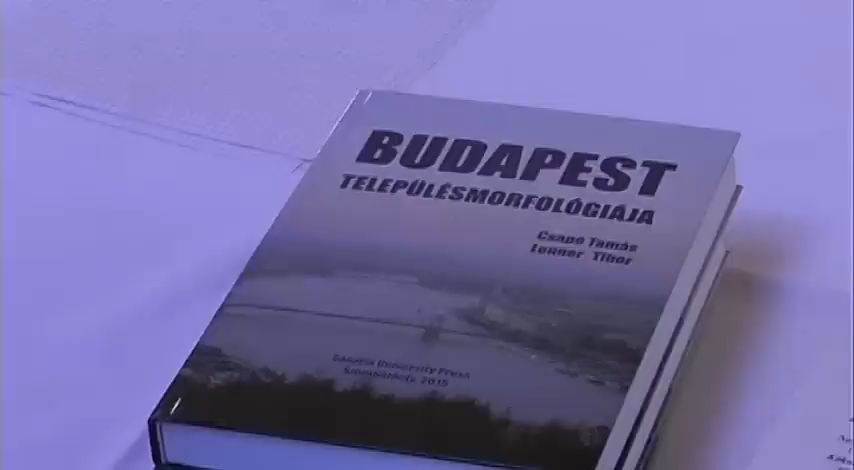 BUDAPEST
TELEPÜLÉSMORFOLÓGIÁJA
Csapó Tamás
Lenner Tibor
Savaria University Press
Szombathely, 2015